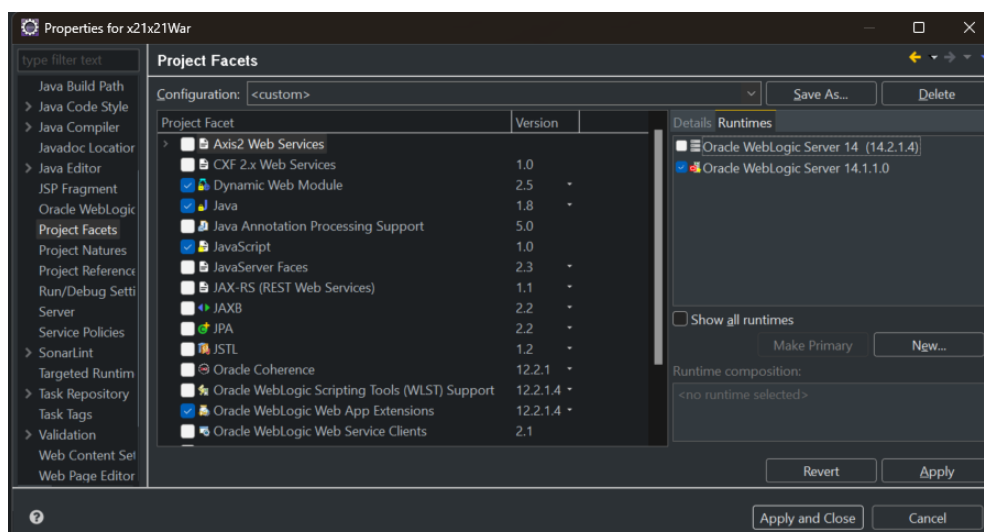 Properties for x21x21War
type filter text
Project Facets
Java Build Path
Java Code Style
Java Compiler
Javadoc Location
Java Editor
JSP Fragment
Oracle WebLogic
Project Facets
Project Natures
Project Reference
Run/Debug Setti
Server
Service Policies
SonarLint
Targeted Runtim
Task Repository
Task Tags
Validation
Web Content Set
Web Page Editor
Configuration: <custom>
Save As...
Delete
Project Facet Version
Axis2 Web Services
CXF 2.x Web Services 1.0
Dynamic Web Module 2.5
Java 1.8
Java Annotation Processing Support 5.0
JavaScript 1.0
JavaServer Faces 2.3
JAX-RS (REST Web Services) 1.1
JAXB 2.2
JPA 2.2
JSTL 1.2
Oracle Coherence 12.2.1
Oracle WebLogic Scripting Tools (WLST) Support 12.2.1.4
Oracle WebLogic Web App Extensions 12.2.1.4
Oracle WebLogic Web Service Clients 2.1
Details Runtimes
Oracle WebLogic Server 14 (14.2.1.4)
Oracle WebLogic Server 14.1.1.0
Show all runtimes
Make Primary
New...
Runtime composition:
<no runtime selected>
Revert
Apply
Apply and Close
Cancel